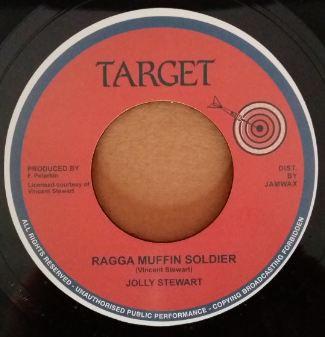 TARGET
PRODUCED BY
F. Palarkin
Licensed courtesy of
Vincent Stewart
DIST.
BY
JAMWAX
RAGGA MUFFIN SOLDIER
(Vincent Stewart)
JOLLY STEWART
ALL RIGHTS RESERVED - UNAUTHORISED PUBLIC PERFORMANCE - COPYING BROADCASTING FORBIDDEN